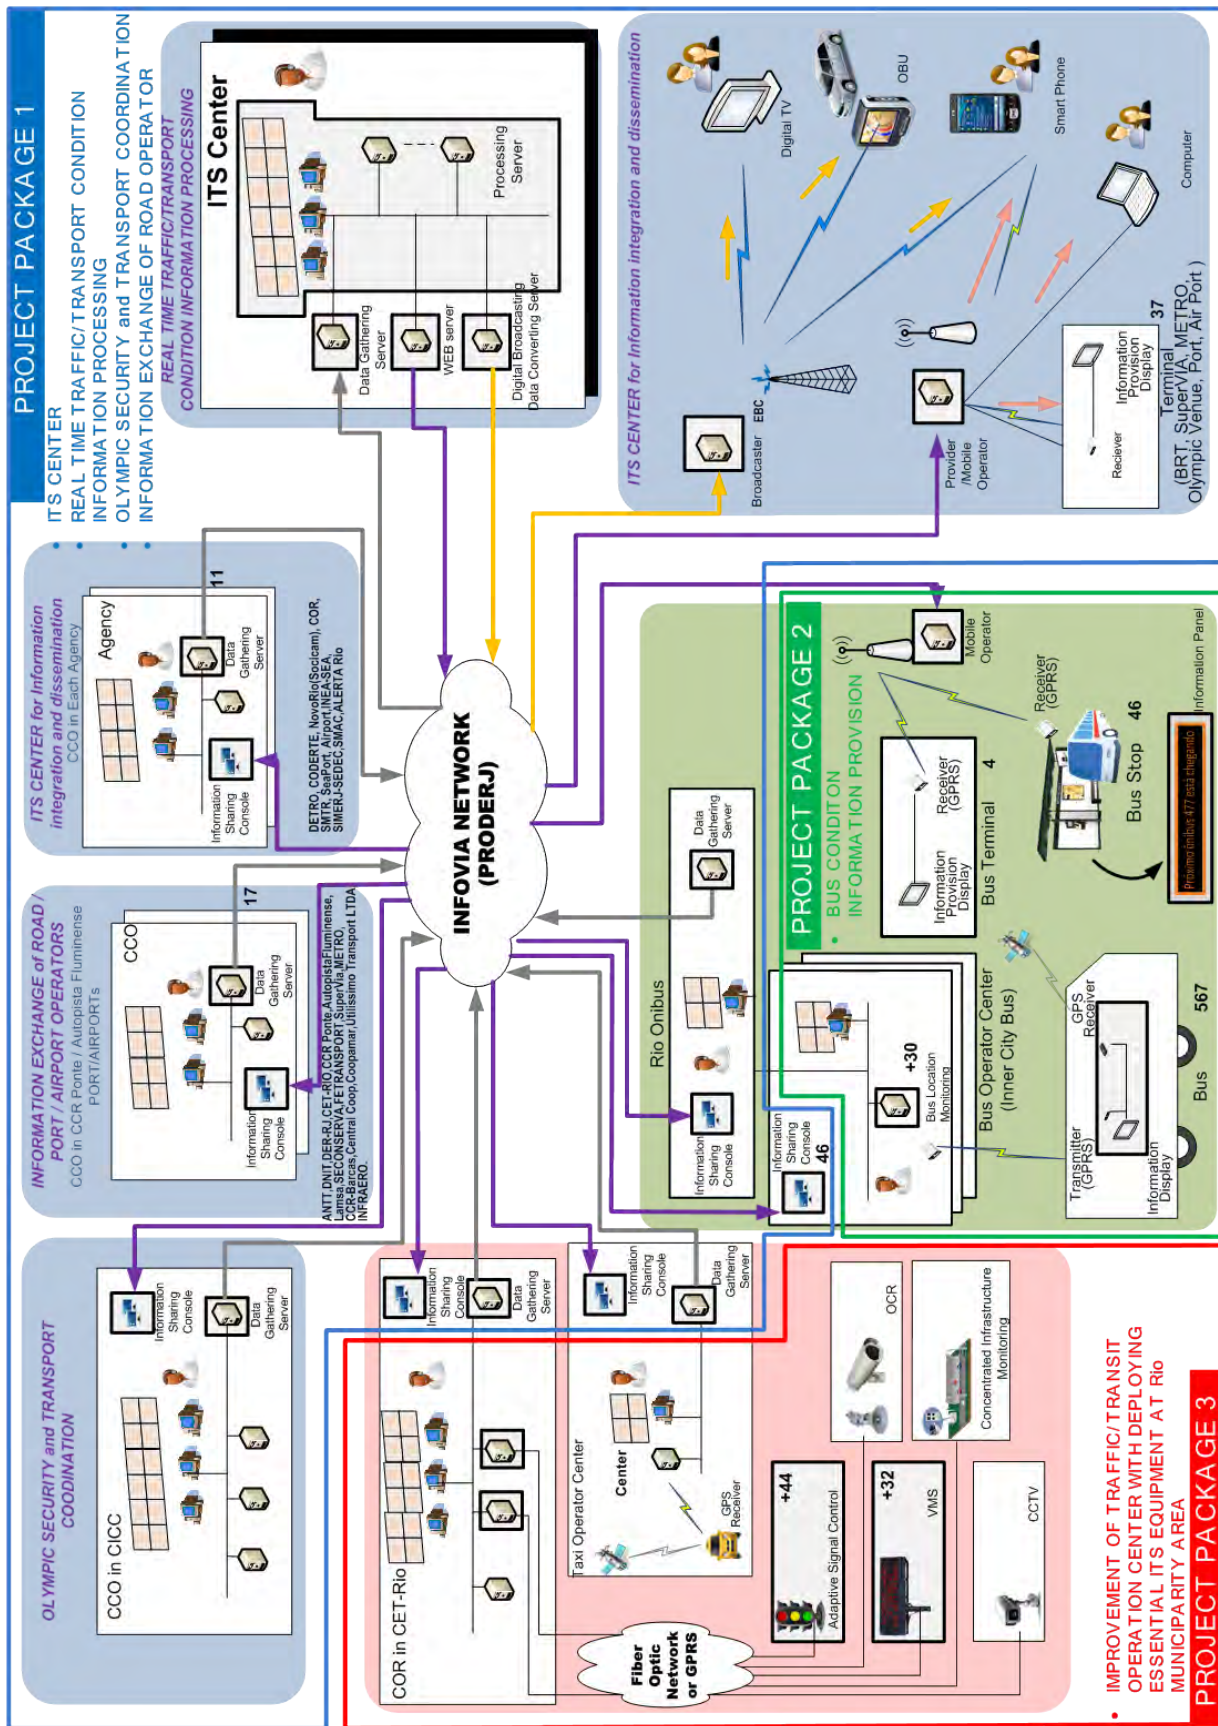 PROJECT PACKAGE 1
• ITS CENTER
• REAL TIME TRAFFIC/TRANSPORT CONDITION
INFORMATION PROCESSING
• OLYMPIC SECURITY and TRANSPORT COORDINATION
• INFORMATION EXCHANGE OF ROAD OPERATOR
OLYMPIC SECURITY and TRANSPORT
COODINATION
CCO in CICC
Information
Sharing
Console
Data
Gathering
Server
INFORMATION EXCHANGE of ROAD /
PORT / AIRPORT OPERATORS
CCO in CCR Ponte / Autopista Fluminense
PORT/AIRPORTs
CCO
17
Information
Sharing
Console
Data
Gathering
Server
ANTT,DNIT,DER-RJ,CET-RIO,CCR Ponte,AutopistaFluminense,
Lamsa,SECONSERVA,FETRANSPORT,SuperVia,METRO,
CCR-Barcas,Central Coop,Coopamar,Utilissimo Transport LTDA
INFRAERO.
ITS CENTER for Information
integration and dissemination
CCO in Each Agency
Agency
11
Information
Sharing
Console
Data
Gathering
Server
DETRO, CODERTE, NovoRio(Socicam), COR,
SMTR, SeaPort, Airport,INEA-SEA,
SIMERJ-SEDEC,SMAC,ALERTA Rio
REAL TIME TRAFFIC/TRANSPORT
CONDITION INFORMATION PROCESSING
ITS Center
Data Gathering
Server
WEB server
Digital Broadcasting
Data Converting Server
Processing
Server
INFOVIA NETWORK
(PRODERJ)
COR in CET-Rio
Information
Sharing
Console
Data
Gathering
Server
Taxi Operator Center
Information
Sharing
Console
Data
Gathering
Server
Center
GPS
Receiver
Fiber
Optic
Network
or GPRS
+44
Adaptive Signal Control
+32
VMS
CCTV
OCR
Concentrated Infrastructure
Monitoring
• IMPROVEMENT OF TRAFFIC/TRANSIT
OPERATION CENTER WITH DEPLOYING
ESSENTIAL ITS EQUIPMENT AT Rio
MUNICIPARITY AREA
PROJECT PACKAGE 3
Rio Onibus
Information
Sharing
Console
Data
Gathering
Server
Information
Sharing
Console
46
+30
Bus Location
Monitoring
Bus Operator Center
(Inner City Bus)
Transmitter
(GPRS)
GPS
Receiver
Information
Display
Bus
567
PROJECT PACKAGE 2
• BUS CONDITION
INFORMATION PROVISION
Mobile
Operator
Information
Provision
Display
Receiver
(GPRS)
Bus Terminal
4
Receiver
(GPRS)
Bus Stop
46
Information Panel
Próximo ônibus 477 está chegando
ITS CENTER for Information integration and dissemination
Broadcaster
EBC
Digital TV
OBU
Smart Phone
Computer
Provider
/Mobile
Operator
Reciever
Information
Provision
Display
37
Terminal
(BRT, SuperVIA, METRO,
Olympic Venue, Port, Air Port )